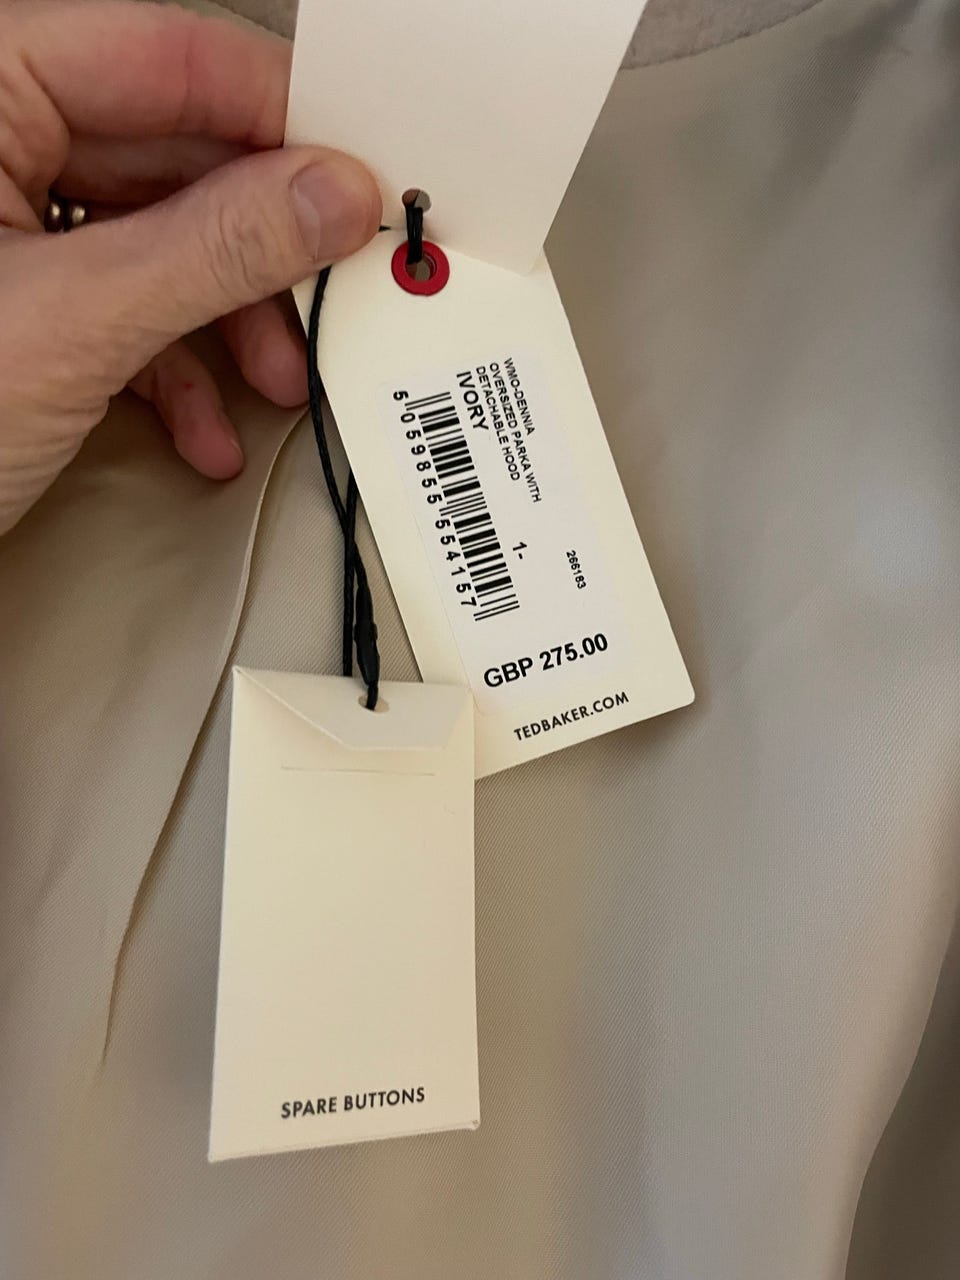 WMO-DENNIA
OVERSIZED PARKA WITH
DETACHABLE HOOD
IVORY
5 059855 554157
1-
266183
GBP 275.00
TEDBAKER.COM
SPARE BUTTONS